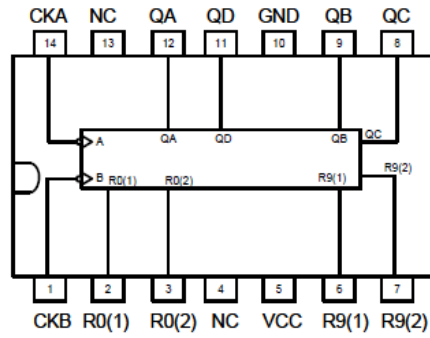 CKA NC QA QD GND QB QC
14 13 12 11 10 9 8
A QA QD QB QC
B R0(1) R0(2) R9(1) R9(2)
1 2 3 4 5 6 7
CKB R0(1) R0(2) NC VCC R9(1) R9(2)